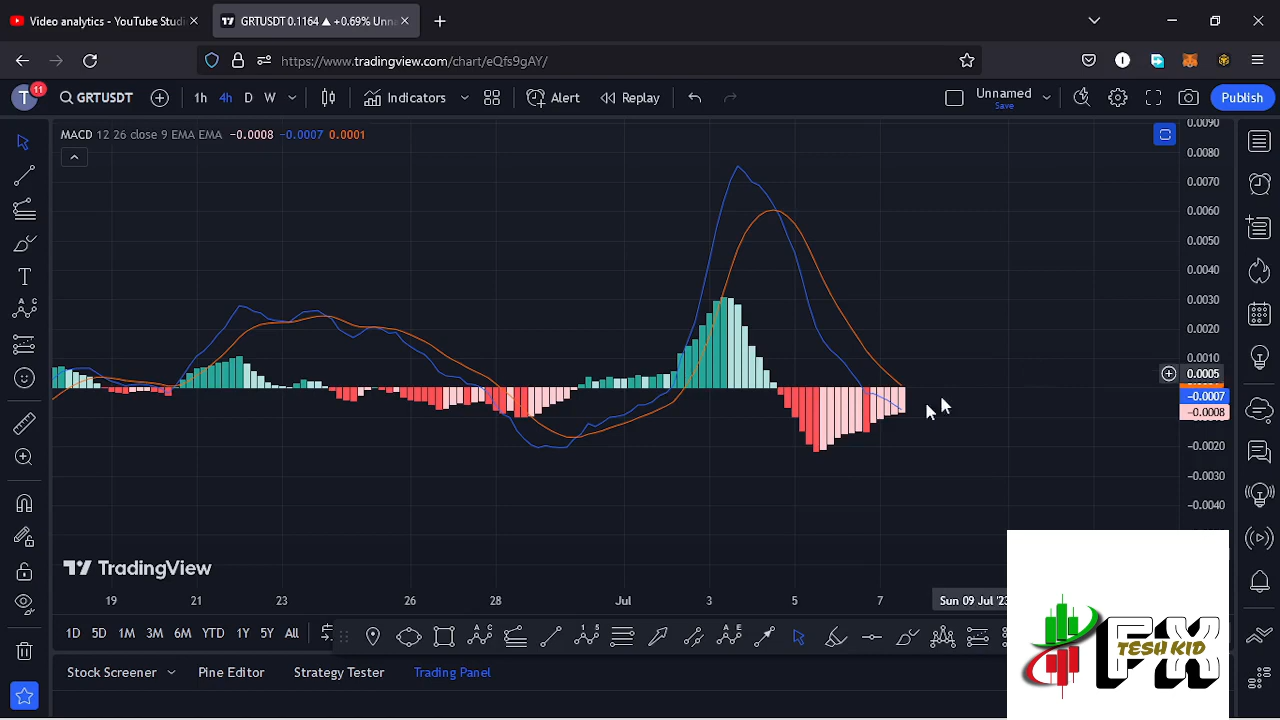 Video analytics - YouTube Studi
GRTUSDT 0.1164 ▲ +0.69% Unn
https://www.tradingview.com/chart/eQfs9gAY/
T
11
GRTUSDT
1h
4h
D
W
Indicators
Alert
Replay
Unnamed
Save
Publish
MACD 12 26 close 9 EMA EMA −0.0008 −0.0007 0.0001
0.0090
0.0080
0.0070
0.0060
0.0050
0.0040
0.0030
0.0020
0.0010
0.0005
−0.0007
−0.0008
−0.0020
−0.0030
−0.0040
TradingView
19
21
23
26
28
Jul
3
5
7
Sun 09 Jul '23
1D
5D
1M
3M
6M
YTD
1Y
5Y
All
Stock Screener
Pine Editor
Strategy Tester
Trading Panel
FX
TESH KID